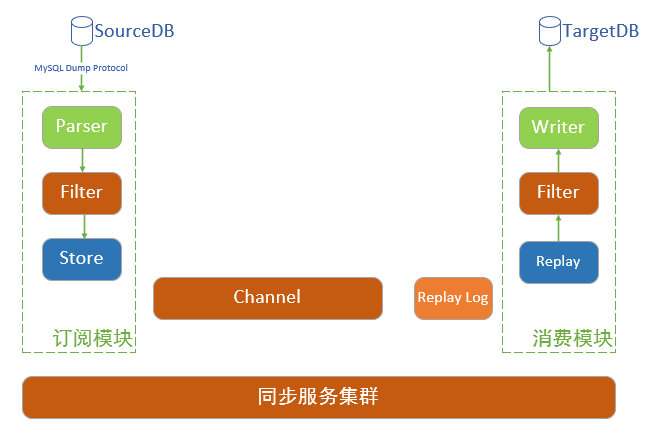 SourceDB
TargetDB
MySQL Dump Protocol
Parser
Writer
Filter
Filter
Store
Replay
Channel
Replay Log
订阅模块
消费模块
同步服务集群